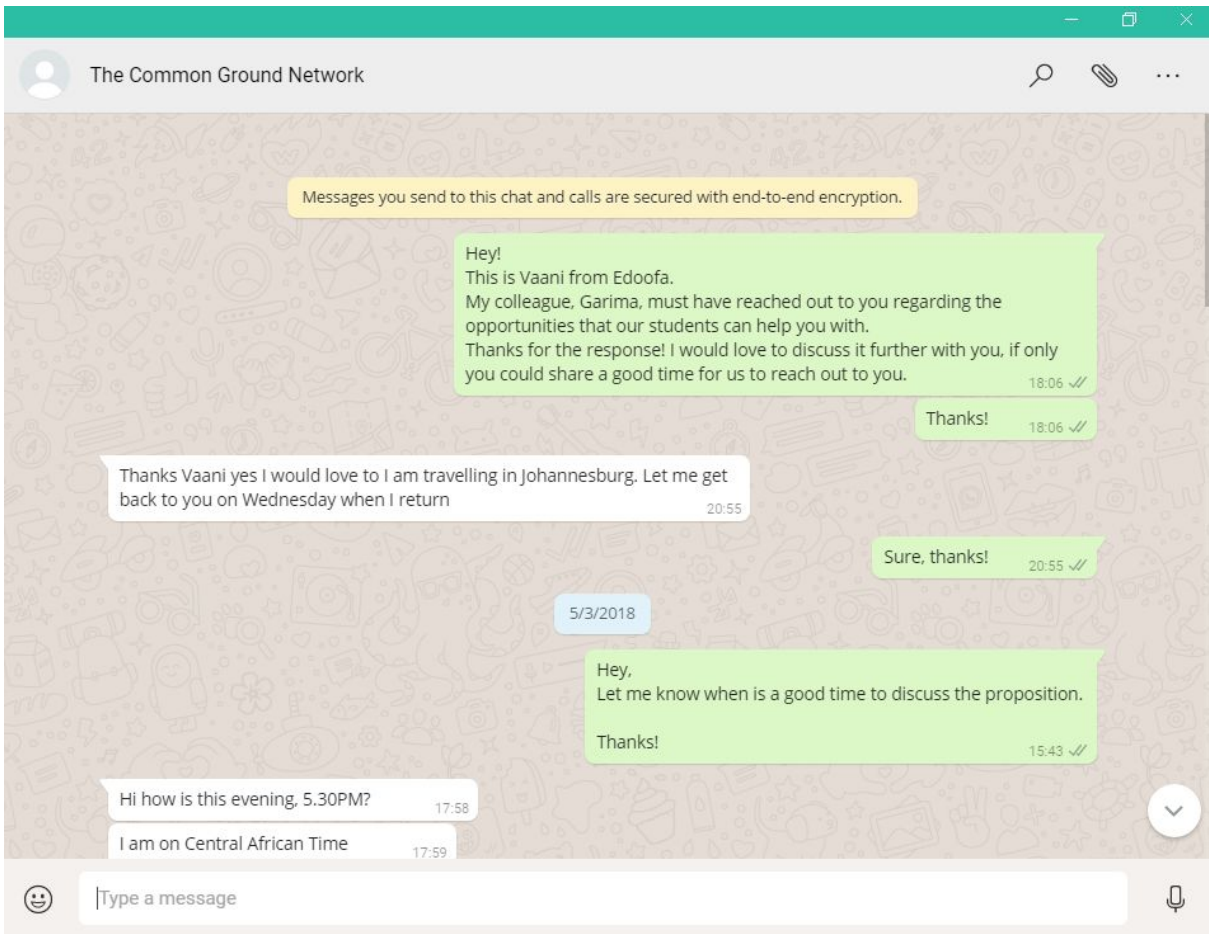 The Common Ground Network
Messages you send to this chat and calls are secured with end-to-end encryption.
Hey!
This is Vaani from Edoofa.
My colleague, Garima, must have reached out to you regarding the
opportunities that our students can help you with.
Thanks for the response! I would love to discuss it further with you, if only
you could share a good time for us to reach out to you.
18:06
Thanks!
18:06
Thanks Vaani yes I would love to I am travelling in Johannesburg. Let me get
back to you on Wednesday when I return
20:55
Sure, thanks!
20:55
5/3/2018
Hey,
Let me know when is a good time to discuss the proposition.
Thanks!
15:43
Hi how is this evening, 5.30PM?
17:58
I am on Central African Time
17:59
Type a message